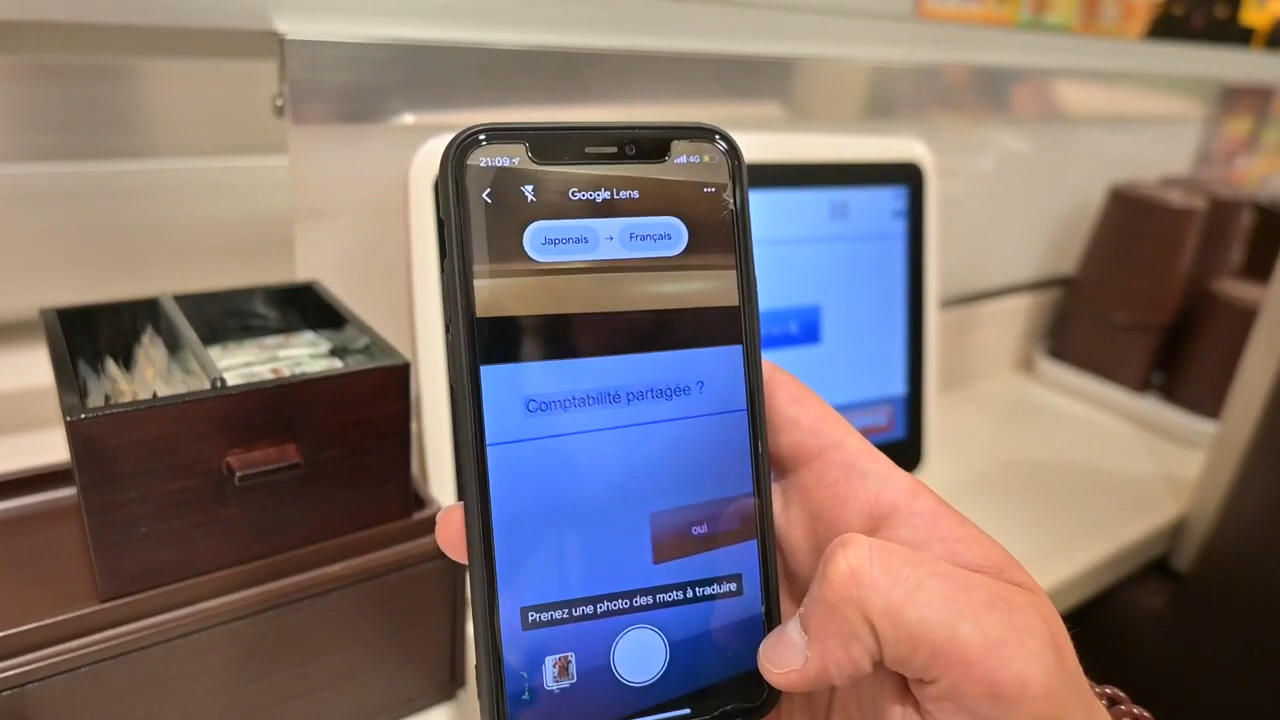 21:09
4G
Google Lens
Japonais → Français
Comptabilité partagée ?
oui
Prenez une photo des mots à traduire